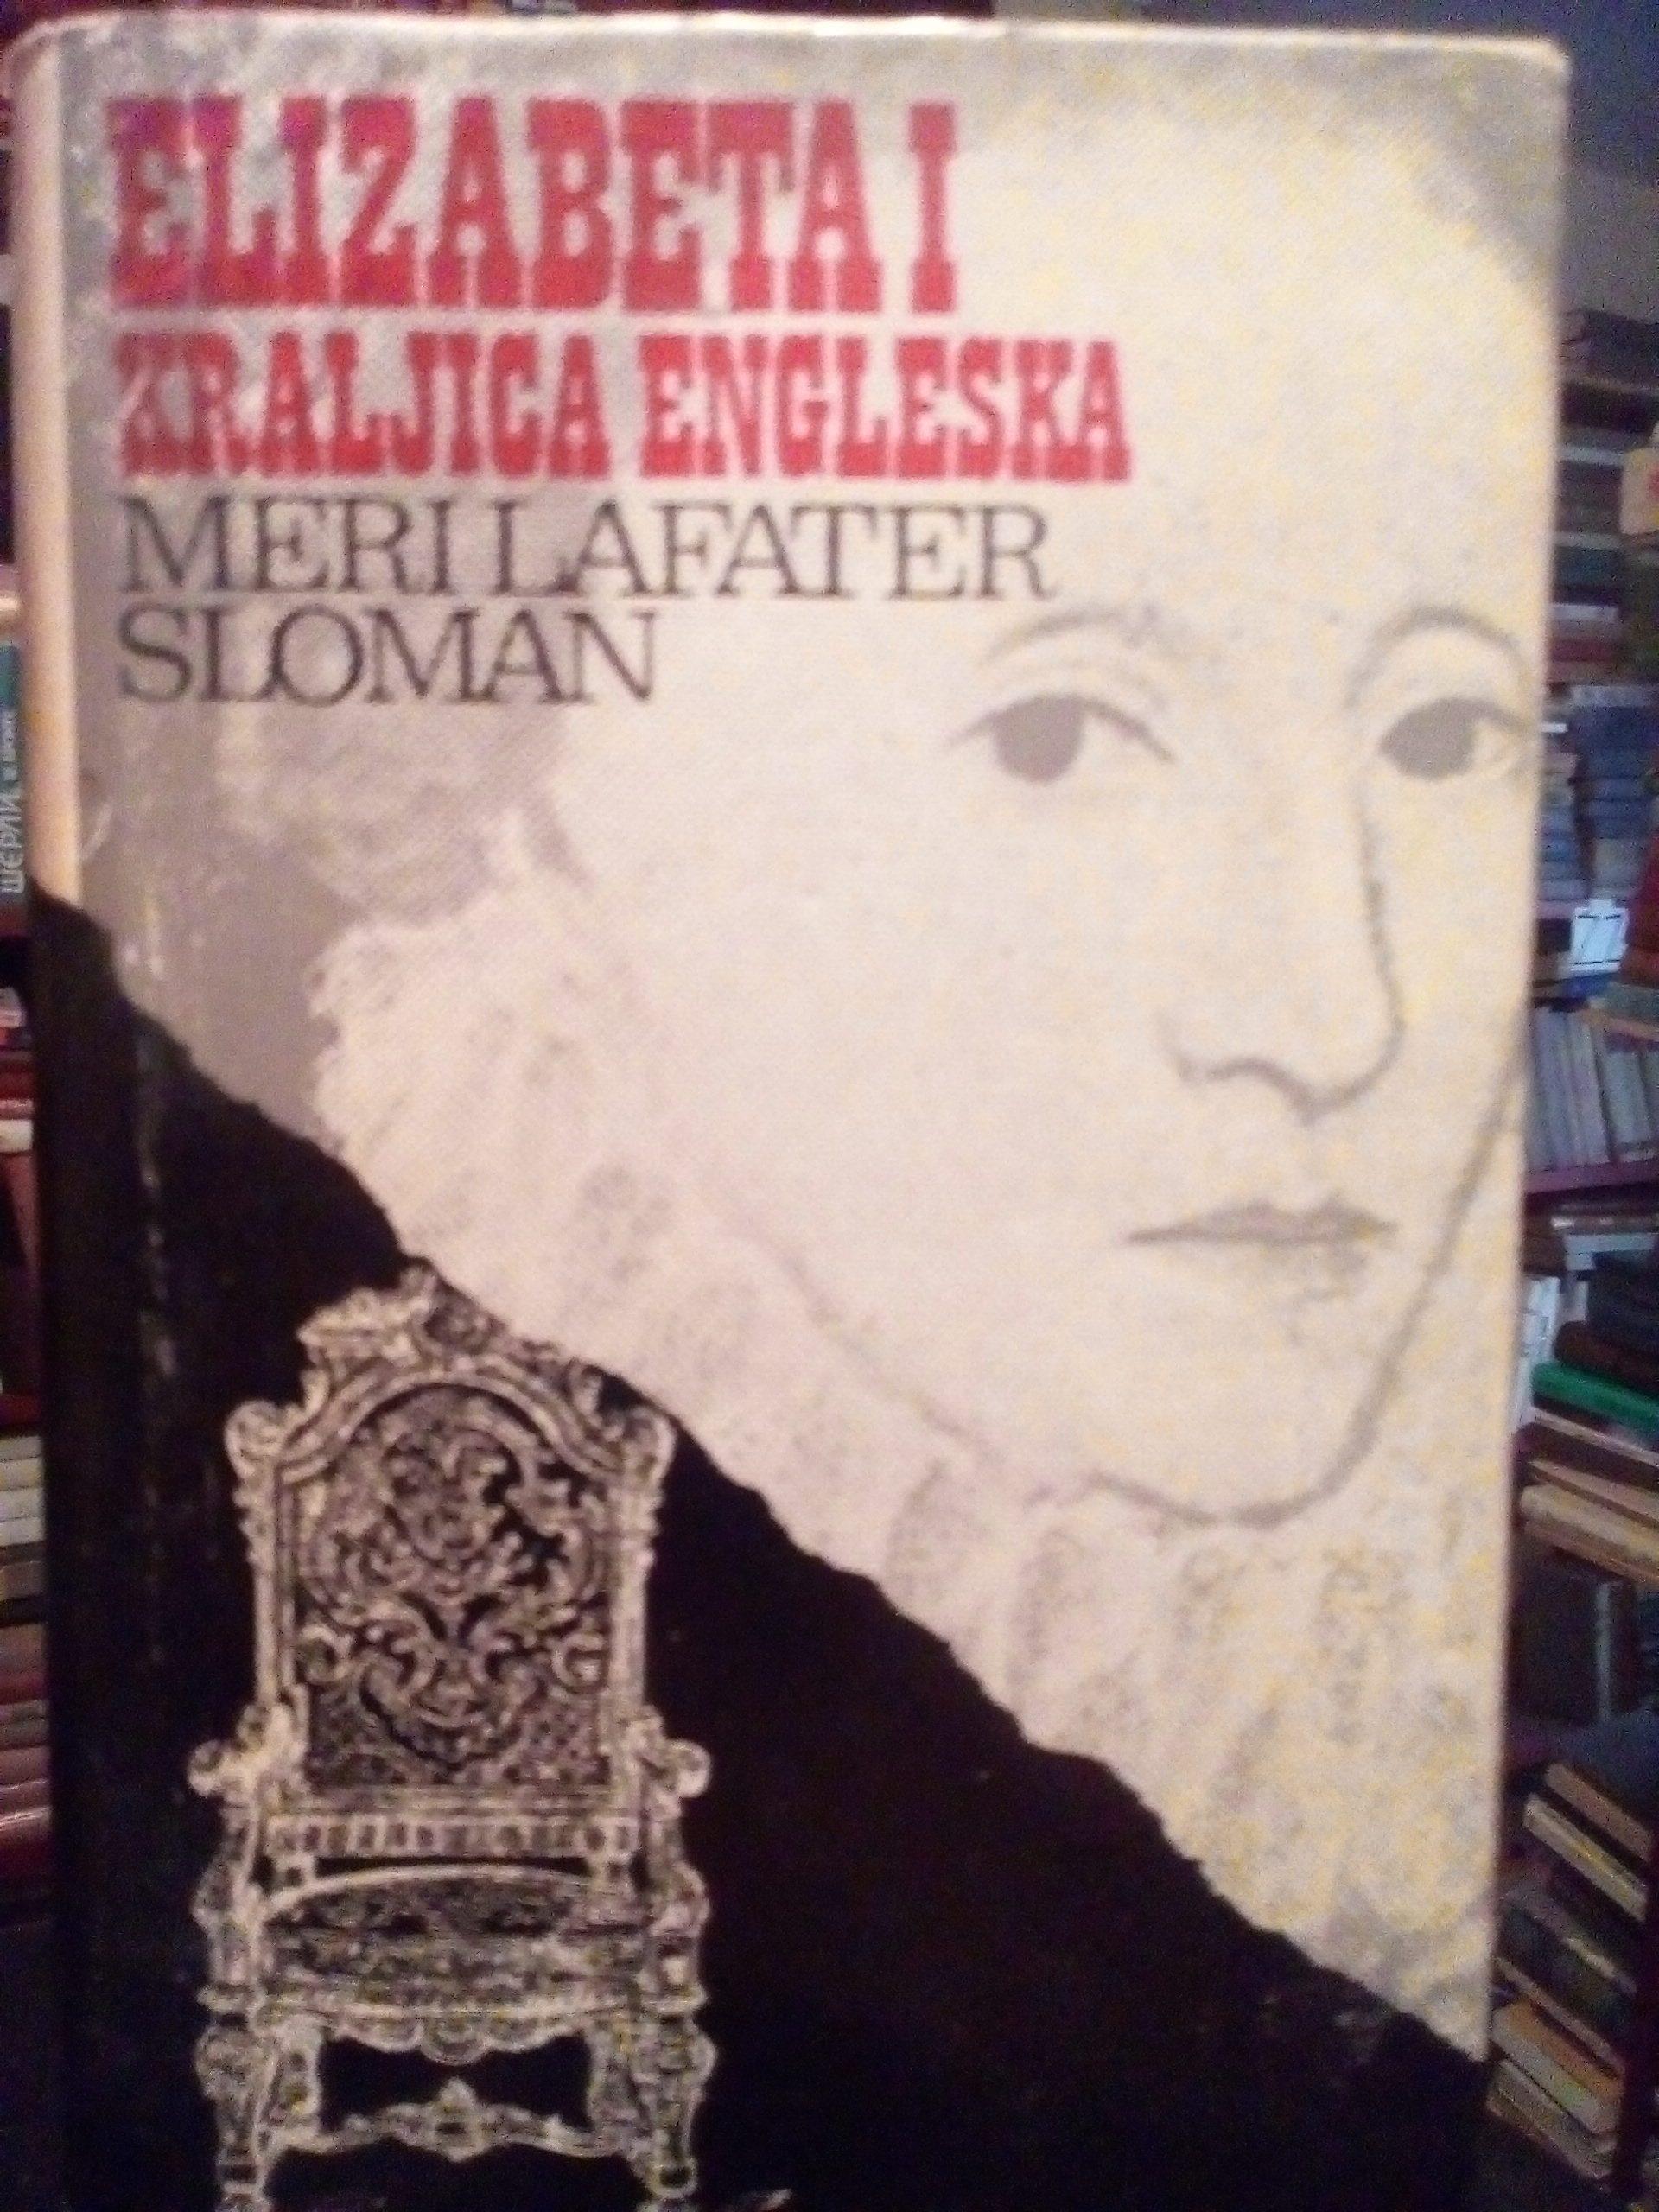 ELIZABETA I
KRALJICA ENGLESKA
MERI LAFATER
SLOMAN